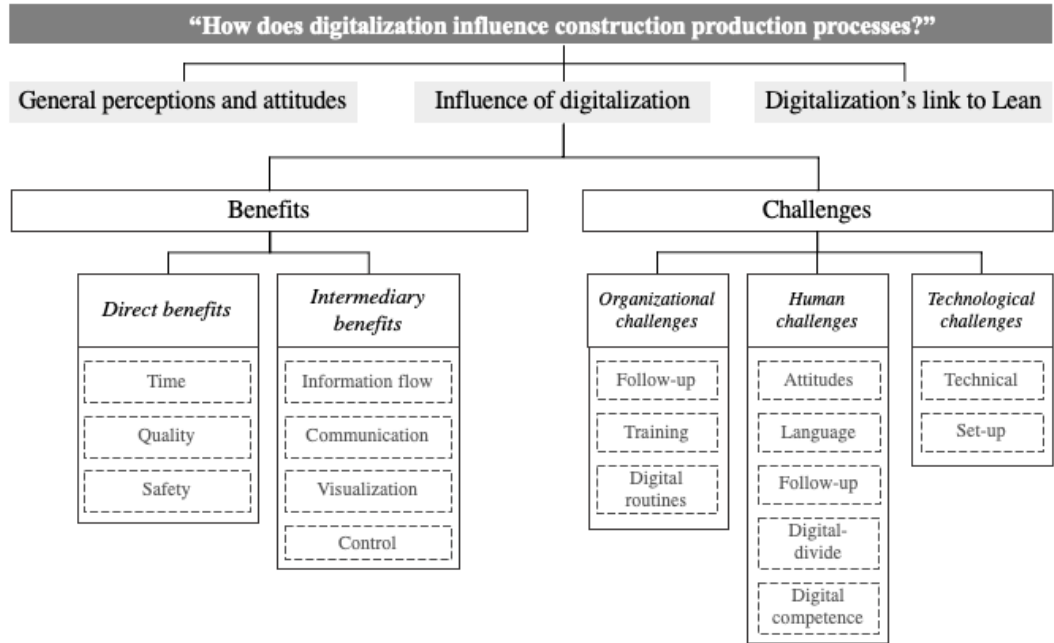 “How does digitalization influence construction production processes?”
General perceptions and attitudes
Influence of digitalization
Digitalization’s link to Lean
Benefits
Challenges
Direct benefits
Time
Quality
Safety
Intermediary
benefits
Information flow
Communication
Visualization
Control
Organizational
challenges
Follow-up
Training
Digital
routines
Human
challenges
Attitudes
Language
Follow-up
Digital-
divide
Digital
competence
Technological
challenges
Technical
Set-up